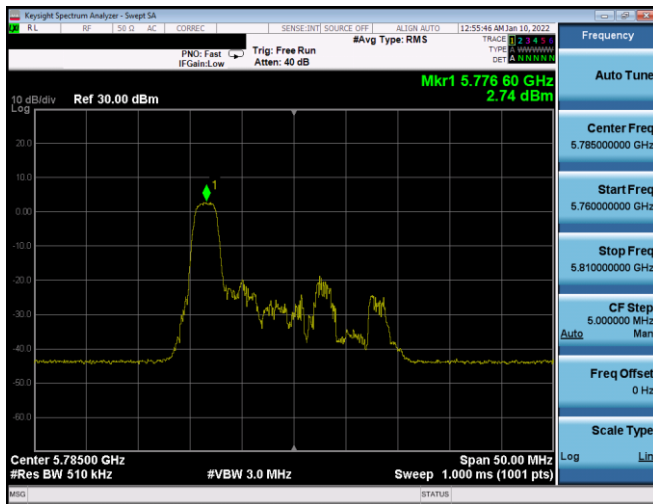 Keysight Spectrum Analyzer - Swept SA
RL RF 50 Ω AC CORREC SENSE:INT SOURCE OFF ALIGN AUTO 12:55:46 AM Jan 10, 2022
#Avg Type: RMS
TRACE 1 2 3 4 5 6
PNO: Fast Trig: Free Run TYPE A WWWWW
IFGain:Low Atten: 40 dB DET A N N N N N
Mkr1 5.776 60 GHz
2.74 dBm
10 dB/div Ref 30.00 dBm
Log
20.0
10.0
1
0.00
-10.0
-20.0
-30.0
-40.0
-50.0
-60.0
Center 5.78500 GHz Span 50.00 MHz
#Res BW 510 kHz #VBW 3.0 MHz Sweep 1.000 ms (1001 pts)
MSG STATUS
Frequency
Auto Tune
Center Freq
5.785000000 GHz
Start Freq
5.760000000 GHz
Stop Freq
5.810000000 GHz
CF Step
5.000000 MHz
Auto Man
Freq Offset
0 Hz
Scale Type
Log Lin